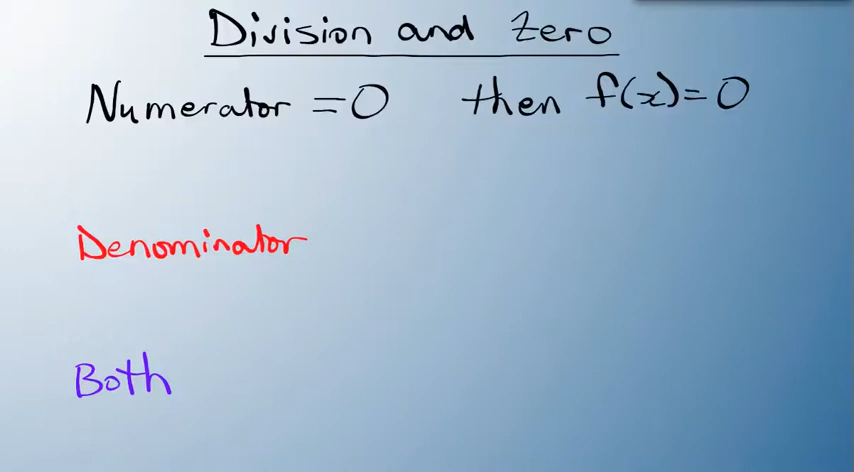 Division and Zero
Numerator =0 then f(x)=0
Denominator
Both